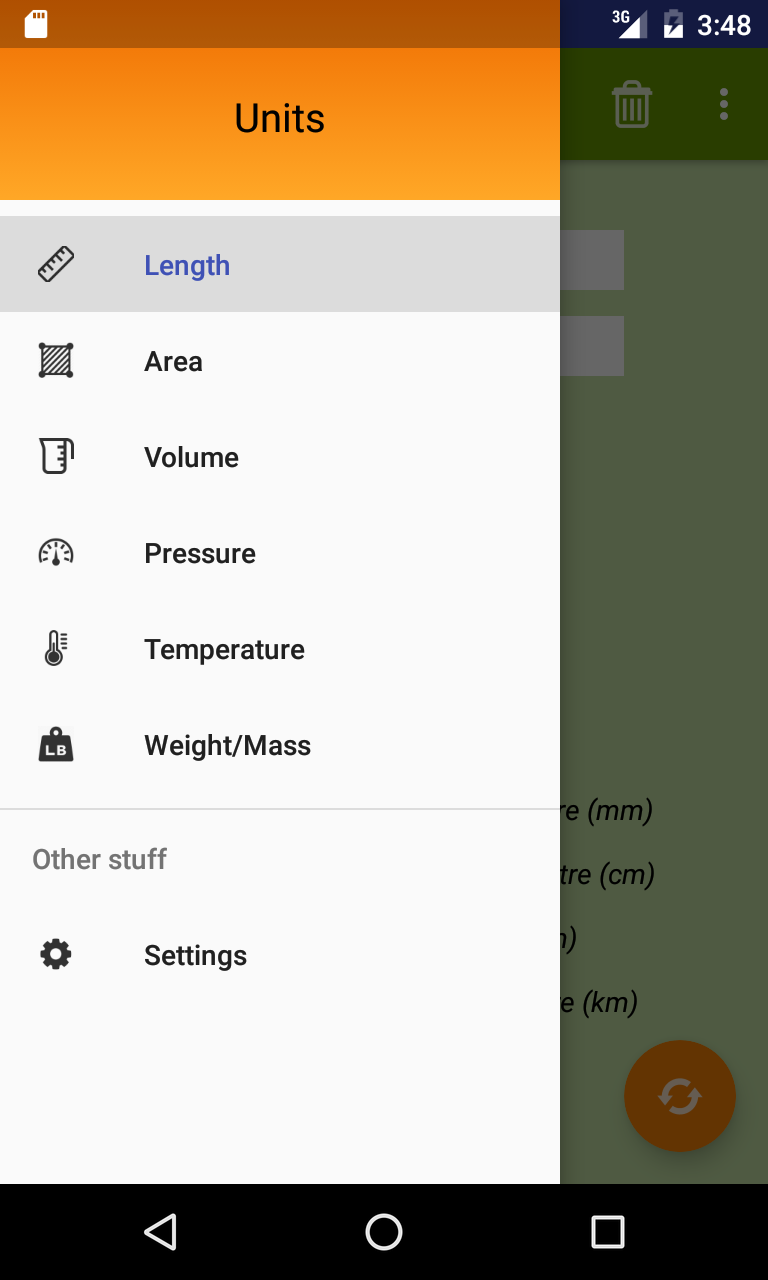 3G 3:48
Units
Length
Area
Volume
Pressure
Temperature
LB Weight/Mass
re (mm)
Other stuff
tre (cm)
Settings
e (km)